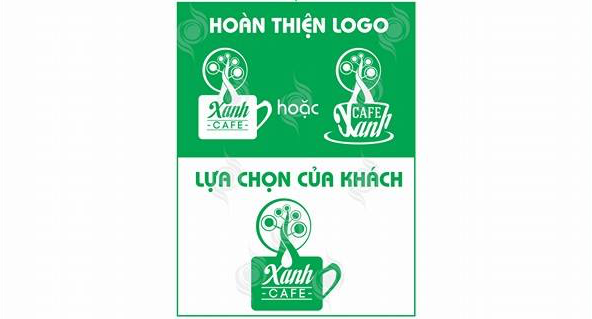 HOÀN THIỆN LOGO
Xanh
-CAFE-
hoặc
CAFE
Xanh
LỰA CHỌN CỦA KHÁCH
Xanh
-CAFE-